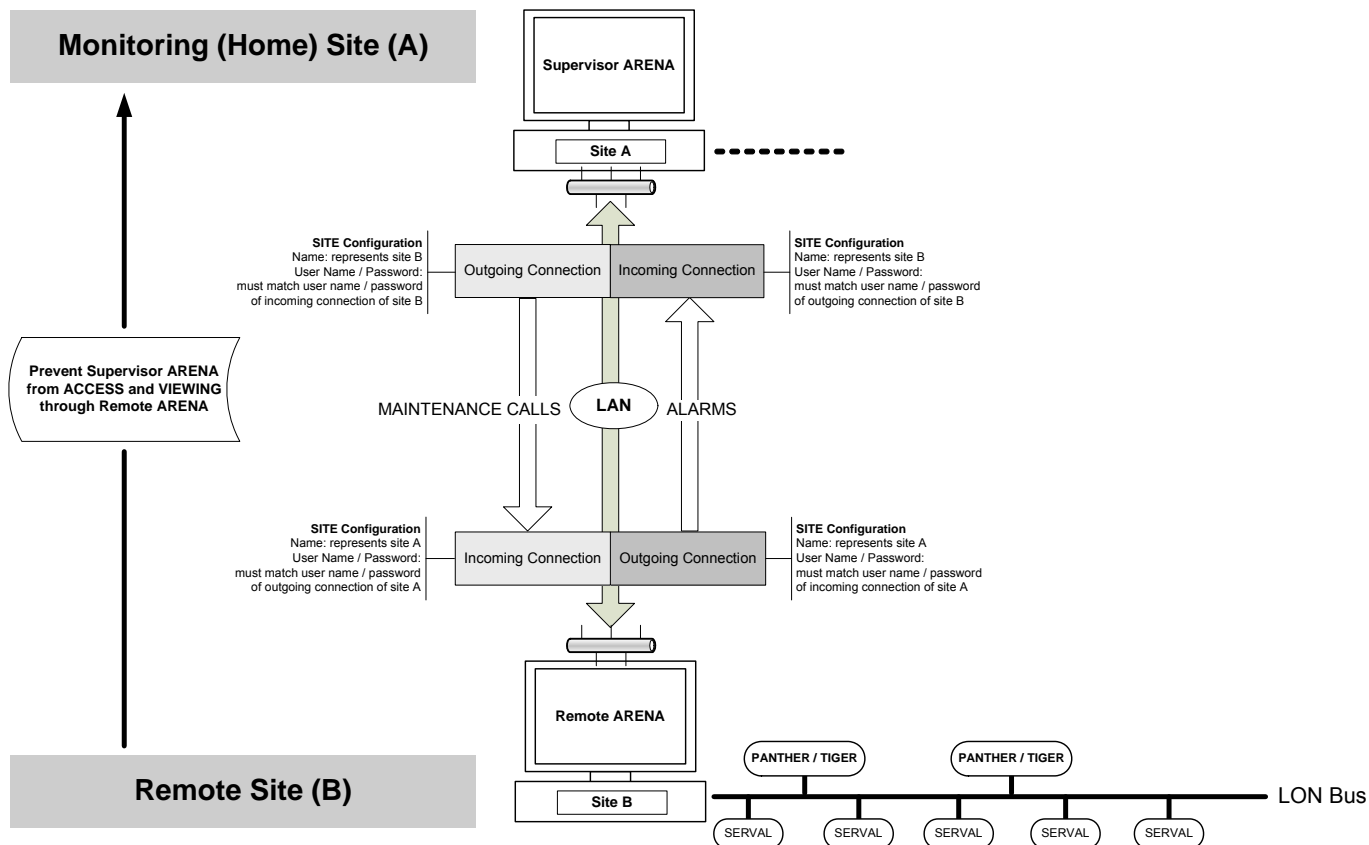 Monitoring (Home) Site (A)
Supervisor ARENA
Site A
SITE Configuration
Name: represents site B
User Name / Password:
must match user name / password
of incoming connection of site B
Outgoing Connection
Incoming Connection
SITE Configuration
Name: represents site B
User Name / Password:
must match user name / password
of outgoing connection of site B
Prevent Supervisor ARENA
from ACCESS and VIEWING
through Remote ARENA
MAINTENANCE CALLS
LAN
ALARMS
SITE Configuration
Name: represents site A
User Name / Password:
must match user name / password
of outgoing connection of site A
Incoming Connection
Outgoing Connection
SITE Configuration
Name: represents site A
User Name / Password:
must match user name / password
of incoming connection of site A
Remote ARENA
Remote Site (B)
Site B
PANTHER / TIGER
PANTHER / TIGER
LON Bus
SERVAL
SERVAL
SERVAL
SERVAL
SERVAL